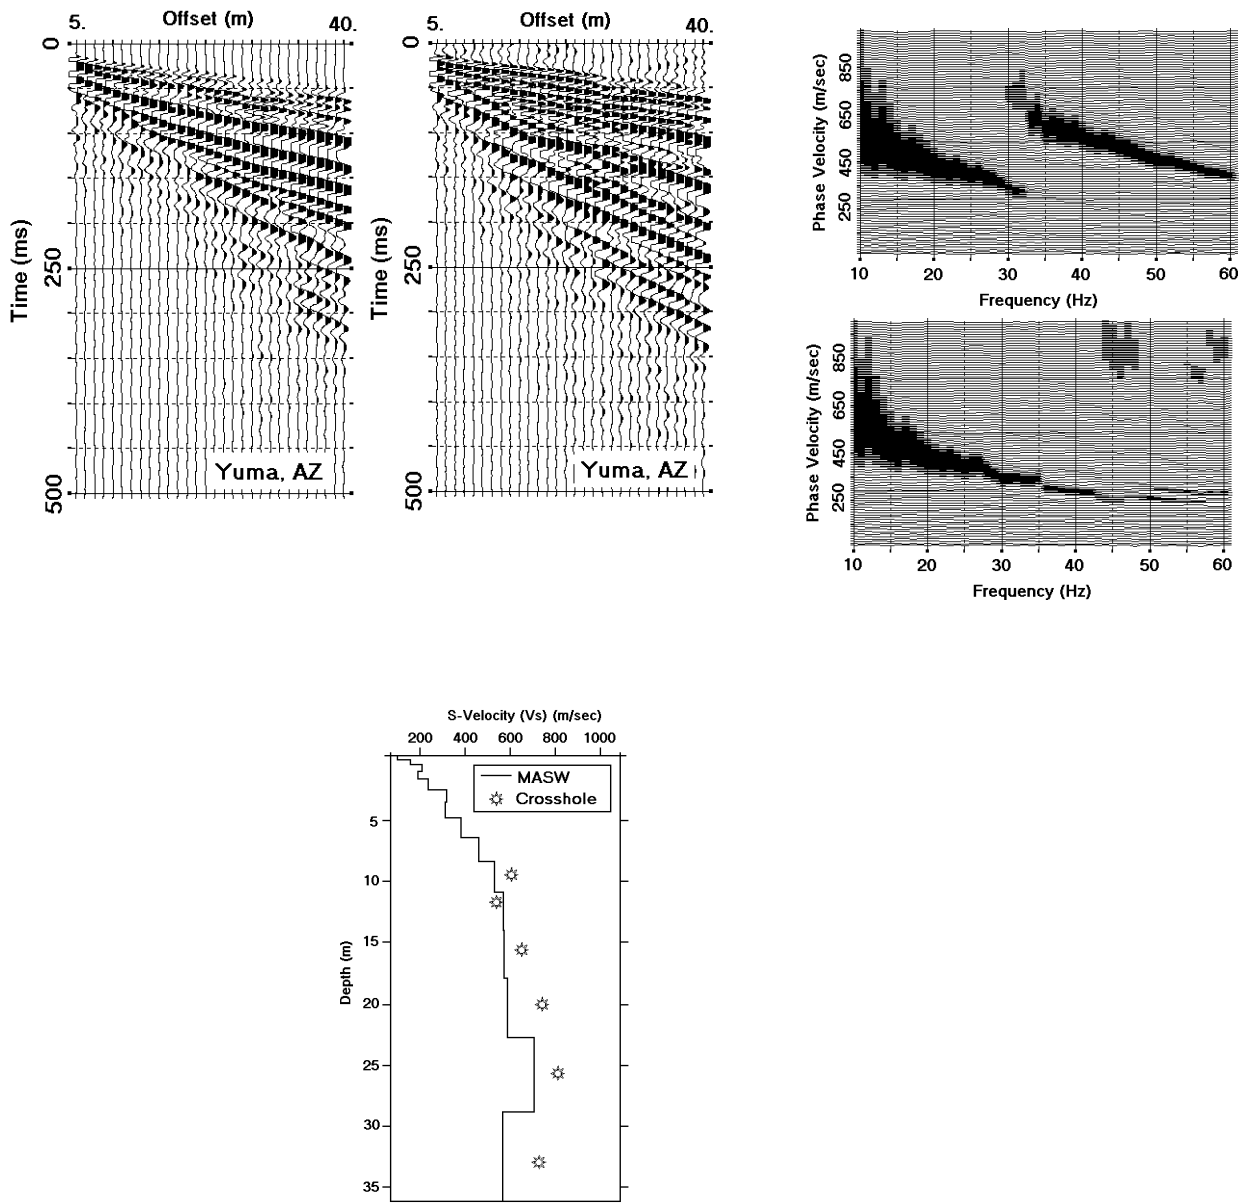 5.
Offset (m)
40.
0
250
500
Time (ms)
Yuma, AZ
5.
Offset (m)
40.
0
250
500
Time (ms)
Yuma, AZ
Phase Velocity (m/sec)
850
650
450
250
10 20 30 40 50 60
Frequency (Hz)
Phase Velocity (m/sec)
850
650
450
250
10 20 30 40 50 60
Frequency (Hz)
S-Velocity (Vs) (m/sec)
200 400 600 800 1000
MASW
Crosshole
Depth (m)
5
10
15
20
25
30
35